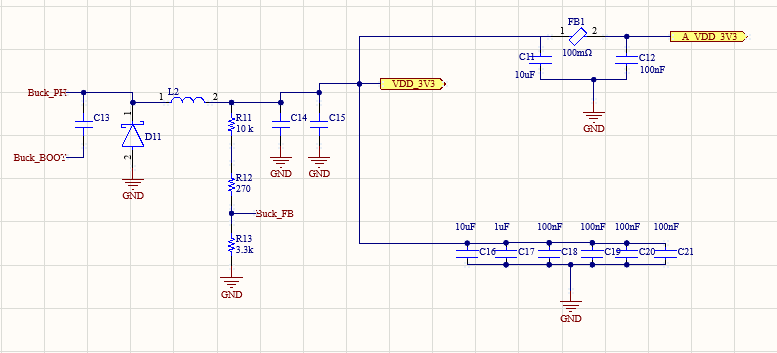 FB1
1 2
A_VDD_3V3
C11
100mΩ
C12
10uF
100nF
VDD_3V3
Buck_PH
1 L2 2
C13
1
D11
2
R11
10 k
C14
C15
GND
GND
GND
GND
Buck_BOOT
R12
270
Buck_FB
R13
3.3k
GND
10uF 1uF 100nF 100nF 100nF 100nF
C16 C17 C18 C19 C20 C21
GND